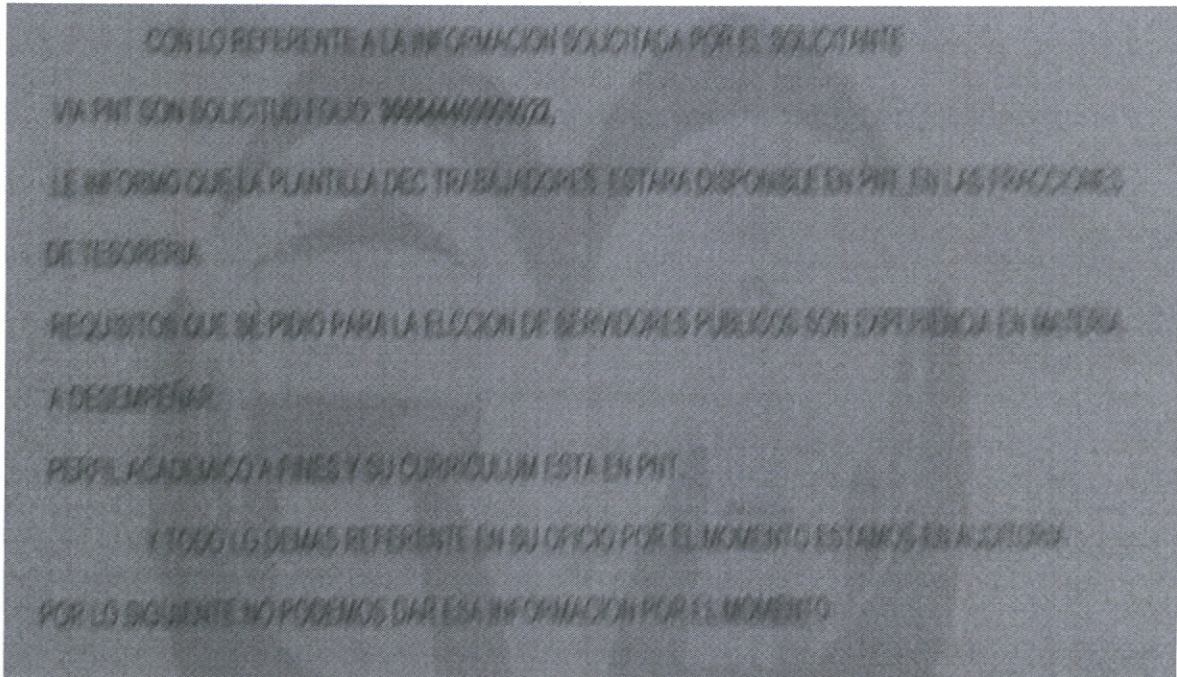 CON LO REFERENTE A LA INFORMACION SOLICITADA POR EL SOLICITANTE
VIA PNT SON SOLICITUD FOLIO:
LE INFORMO QUE LA PLANTILLA DEC TRABAJADORES ESTARA DISPONIBLE EN PNT. EN LAS FRACCIONES
DE TESORERIA.
REQUISITOS QUE SE PIDIO PARA LA ELCCION DE SERVIDORES PUBLICOS SON EXPERIENCIA EN MATERIA
A DESEMPEÑAR.
PERFIL ACADEMICO A FINES Y SU CURRICULUM ESTA EN PNT.
Y TODO LO DEMAS REFERENTE EN SU OFICIO POR EL MOMENTO ESTAMOS EN AUDITORIA
POR LO SIGUIENTE NO PODEMOS DAR ESA INFORMACION POR EL MOMENTO